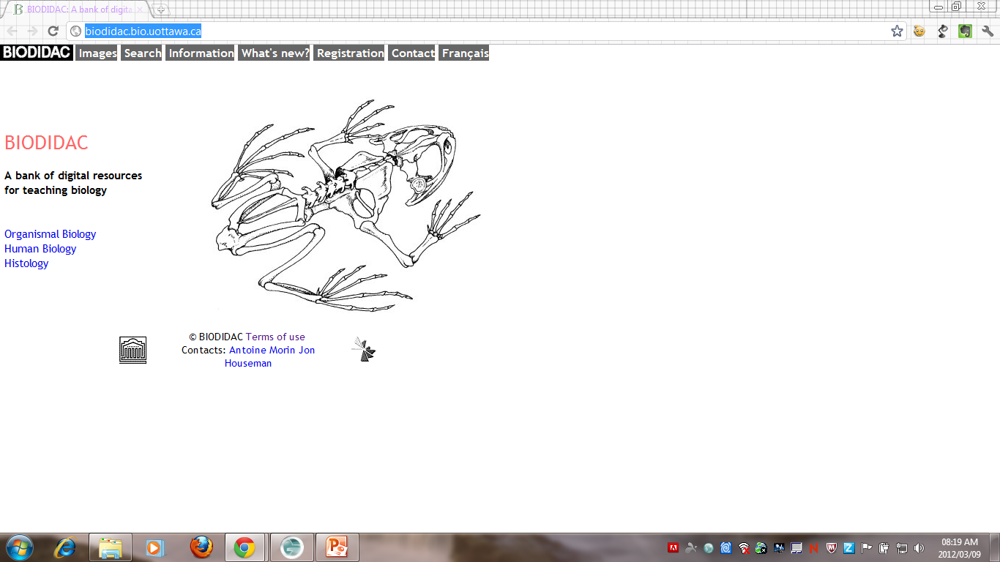 BIODIDAC: A bank of digita
biodidac.bio.uottawa.ca
BIODIDAC Images Search Information What's new? Registration Contact Français
BIODIDAC
A bank of digital resources
for teaching biology
Organismal Biology
Human Biology
Histology
© BIODIDAC Terms of use
Contacts: Antoine Morin Jon
Houseman
08:19 AM
2012/03/09